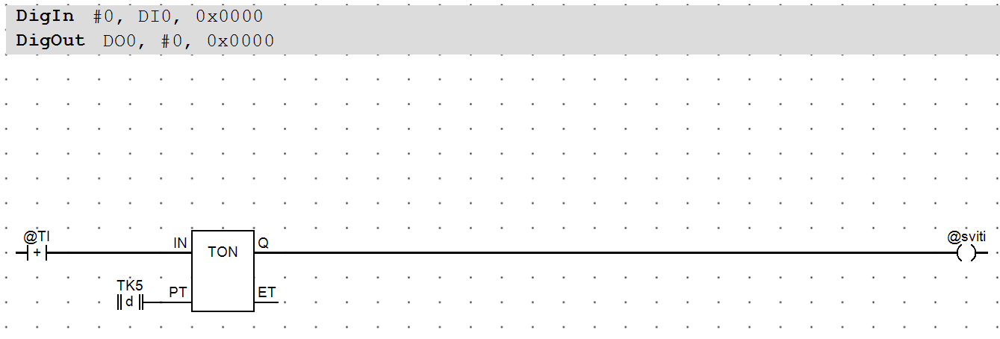 DigIn #0, DI0, 0x0000
DigOut DO0, #0, 0x0000
@TI
+
IN
TON
Q
@sviti
TK5
d
PT
ET